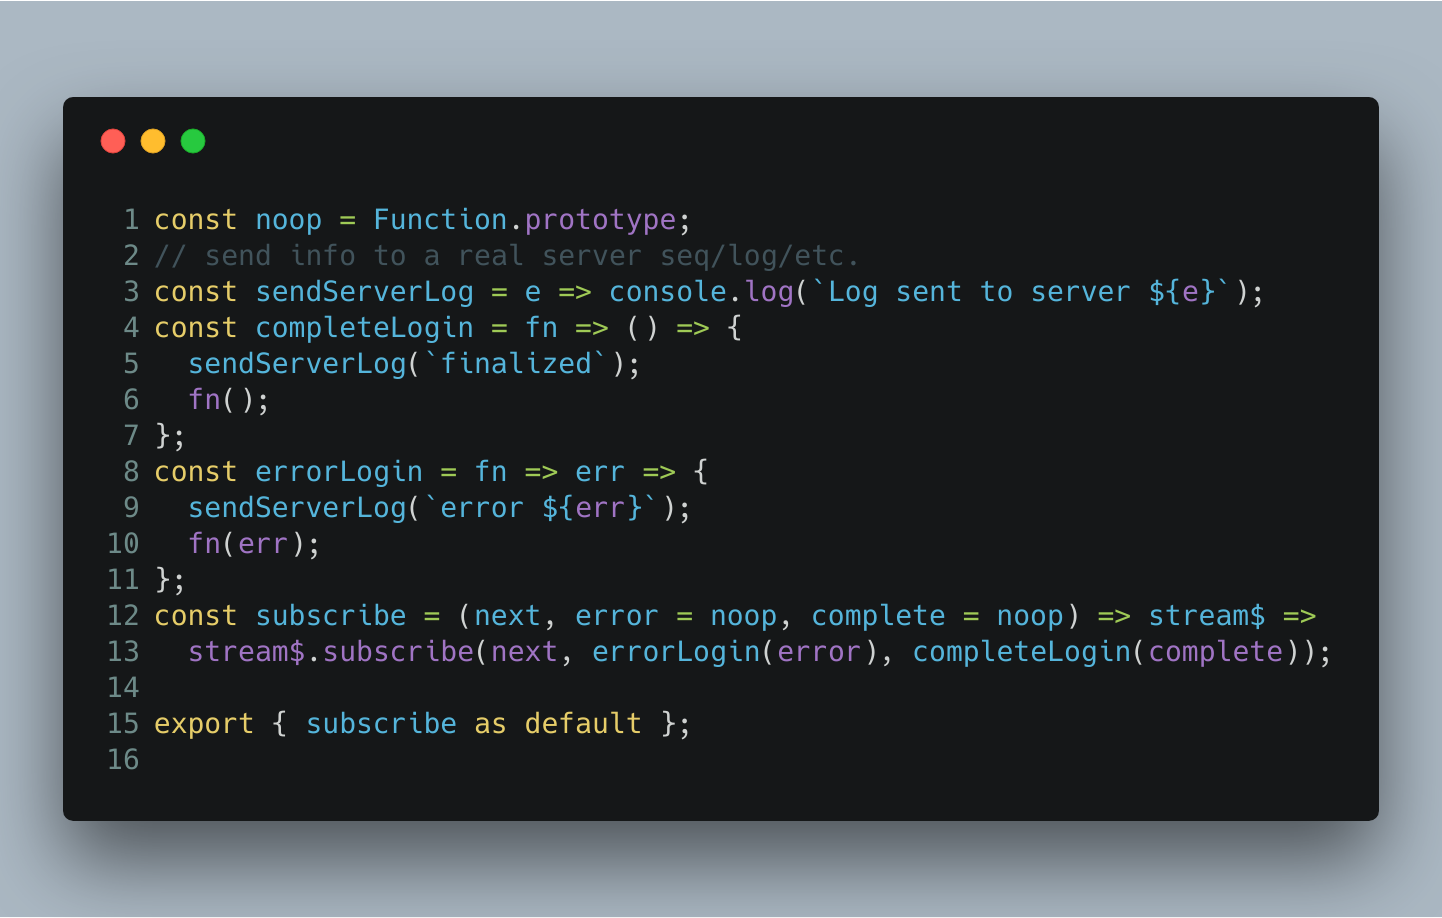 1 const noop = Function.prototype;
2 // send info to a real server seq/log/etc.
3 const sendServerLog = e => console.log(`Log sent to server ${e}`);
4 const completeLogin = fn => () => {
5   sendServerLog(`finalized`);
6   fn();
7 };
8 const errorLogin = fn => err => {
9   sendServerLog(`error ${err}`);
10   fn(err);
11 };
12 const subscribe = (next, error = noop, complete = noop) => stream$ =>
13   stream$.subscribe(next, errorLogin(error), completeLogin(complete));
14
15 export { subscribe as default };
16